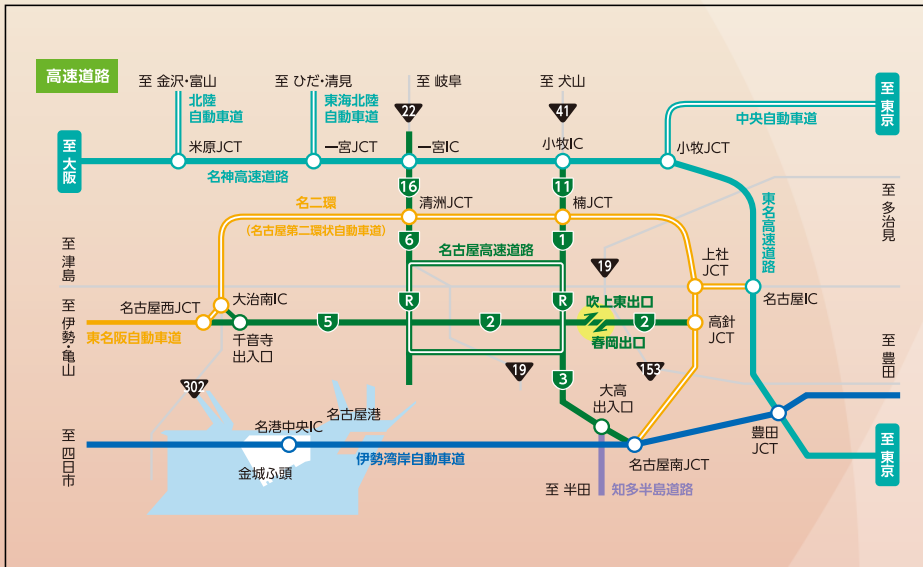 高速道路
至 金沢・富山
至 ひだ・清見
至 岐阜
至 犬山
北陸
自動車道
東海北陸
自動車道
22
41
中央自動車道
至 東京
至 大阪
米原JCT
一宮JCT
一宮IC
小牧IC
小牧JCT
名神高速道路
16
11
名二環
(名古屋第二環状自動車道)
清洲JCT
楠JCT
東名高速道路
至 多治見
6
名古屋高速道路
1
至 津島
19
上社
JCT
名古屋西JCT
大治南IC
R
R
吹上東出口
名古屋IC
至 伊勢・亀山
東名阪自動車道
千音寺
出入口
5
2
2
春岡出口
高針
JCT
至 豊田
302
19
3
153
大高
出入口
名古屋港
名港中央IC
豊田
JCT
至 四日市
金城ふ頭
伊勢湾岸自動車道
名古屋南JCT
至 東京
至 半田
知多半島道路